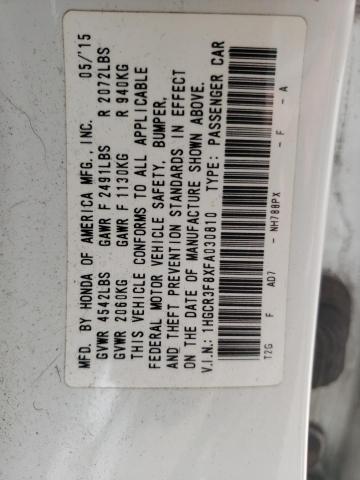 MFD. BY HONDA OF AMERICA MFG., INC. 05/'15
GVWR 4542LBS GAWR F 2491LBS R 2072LBS
GVWR 2060KG GAWR F 1130KG R 940KG
THIS VEHICLE CONFORMS TO ALL APPLICABLE
FEDERAL MOTOR VEHICLE SAFETY, BUMPER,
AND THEFT PREVENTION STANDARDS IN EFFECT
ON THE DATE OF MANUFACTURE SHOWN ABOVE.
V.I.N.: 1HGCR3F8XFA030810 TYPE: PASSENGER CAR
T2G F AD7 - NH788PX - F - A